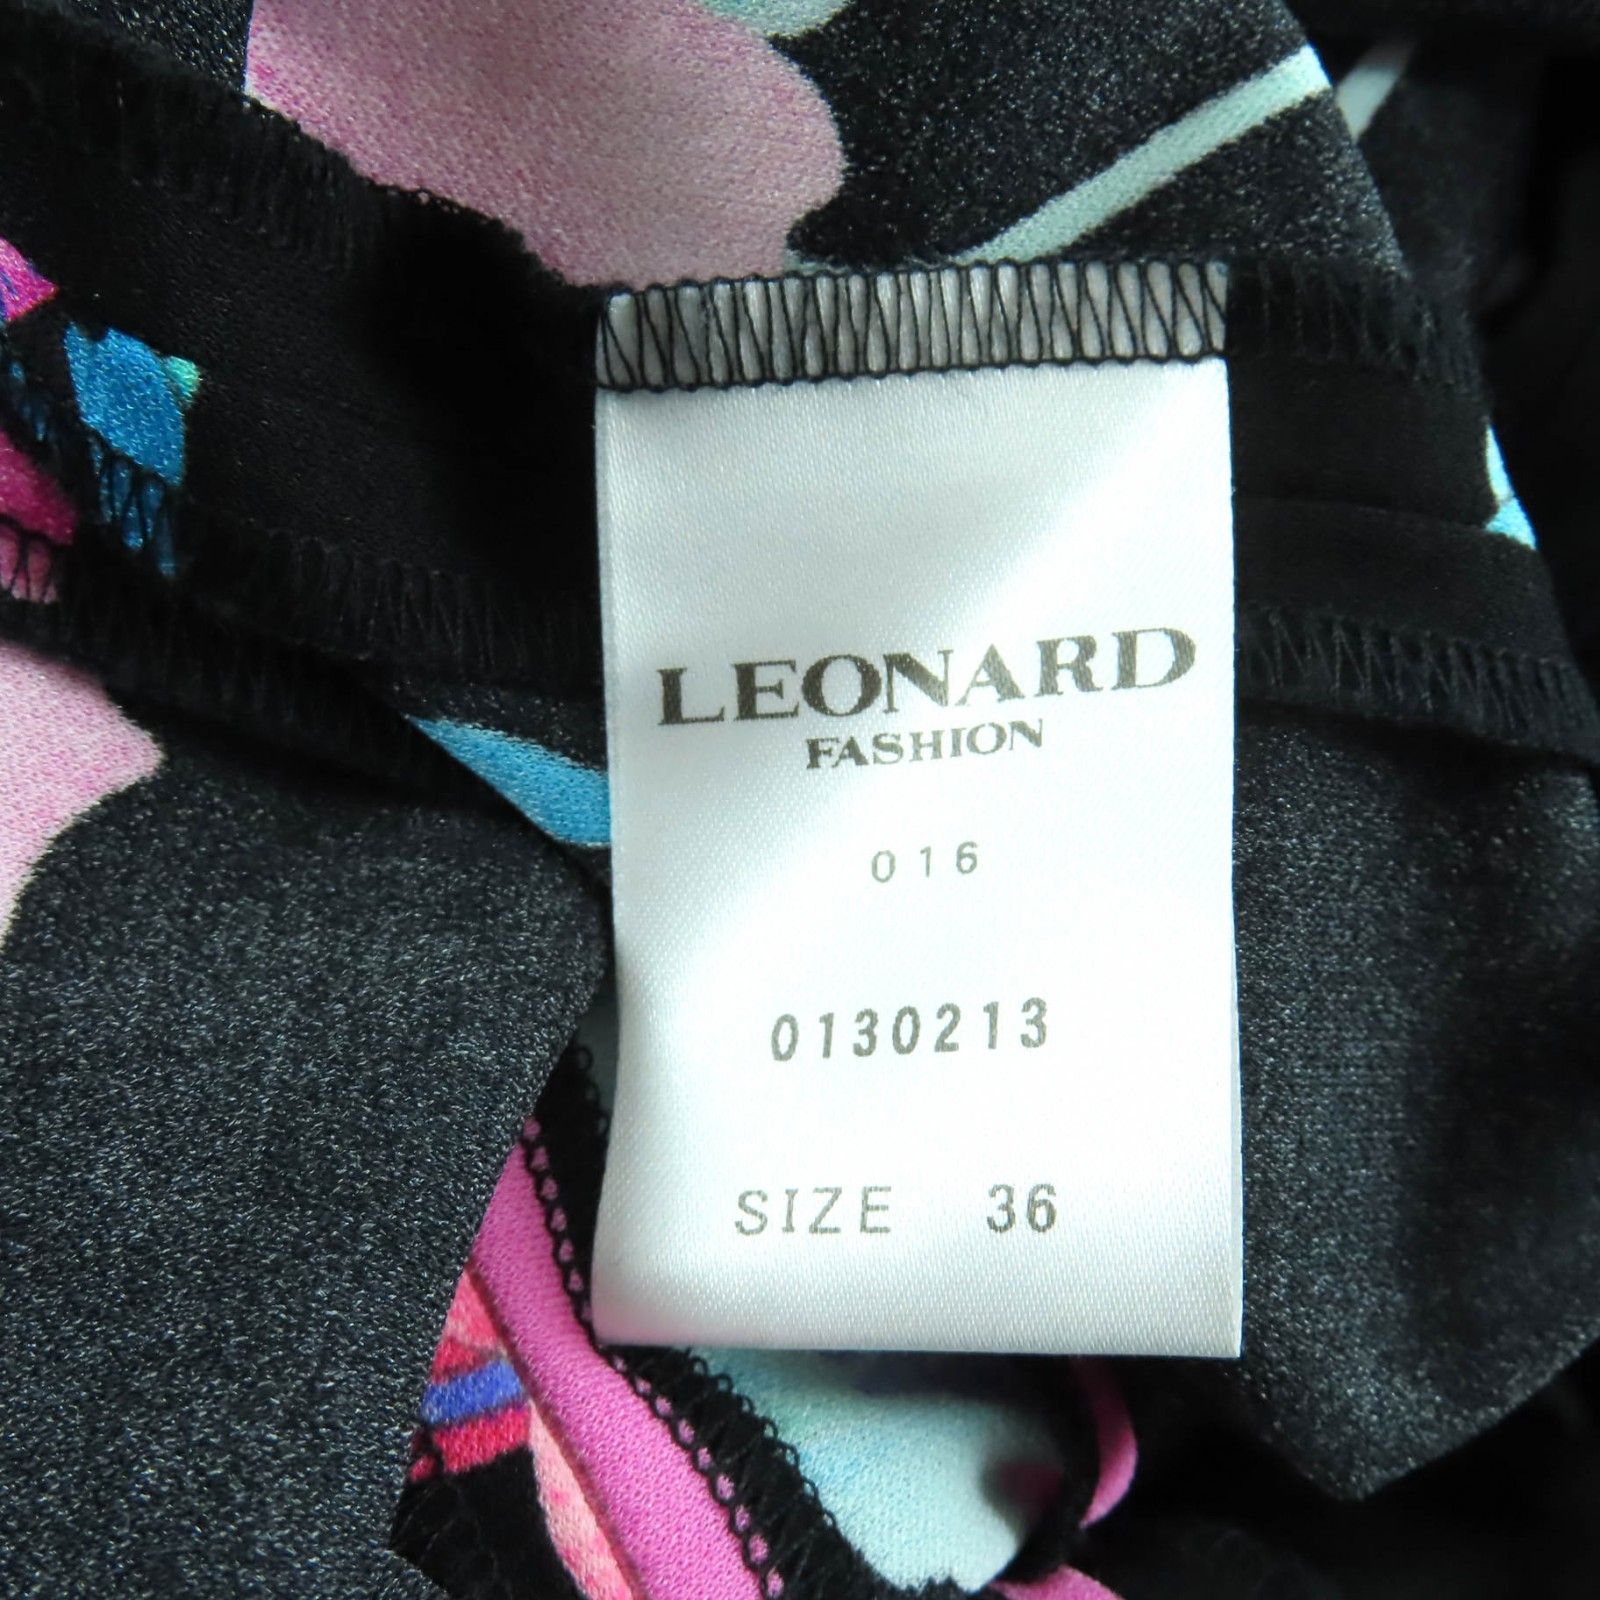 LEONARD
FASHION
016
0130213
SIZE 36